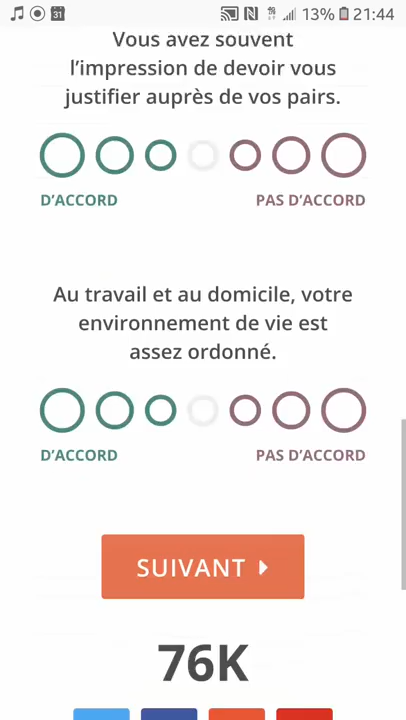 31 13% 21:44
Vous avez souvent
l'impression de devoir vous
justifier auprès de vos pairs.
D'ACCORD PAS D'ACCORD
Au travail et au domicile, votre
environnement de vie est
assez ordonné.
D'ACCORD PAS D'ACCORD
SUIVANT
76K